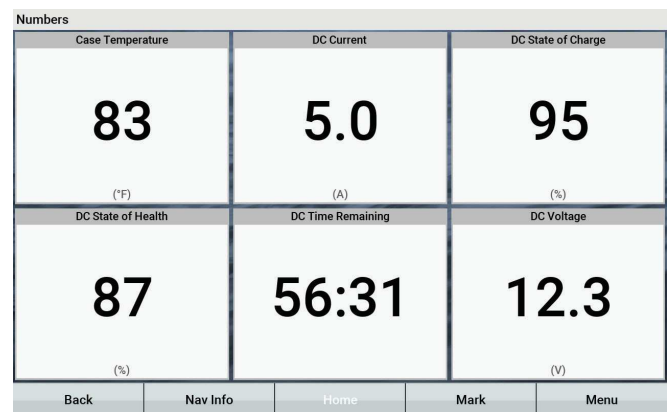 Numbers
Case Temperature
83
(°F)
DC Current
5.0
(A)
DC State of Charge
95
(%)
DC State of Health
87
(%)
DC Time Remaining
56:31
DC Voltage
12.3
(V)
Back
Nav Info
Home
Mark
Menu